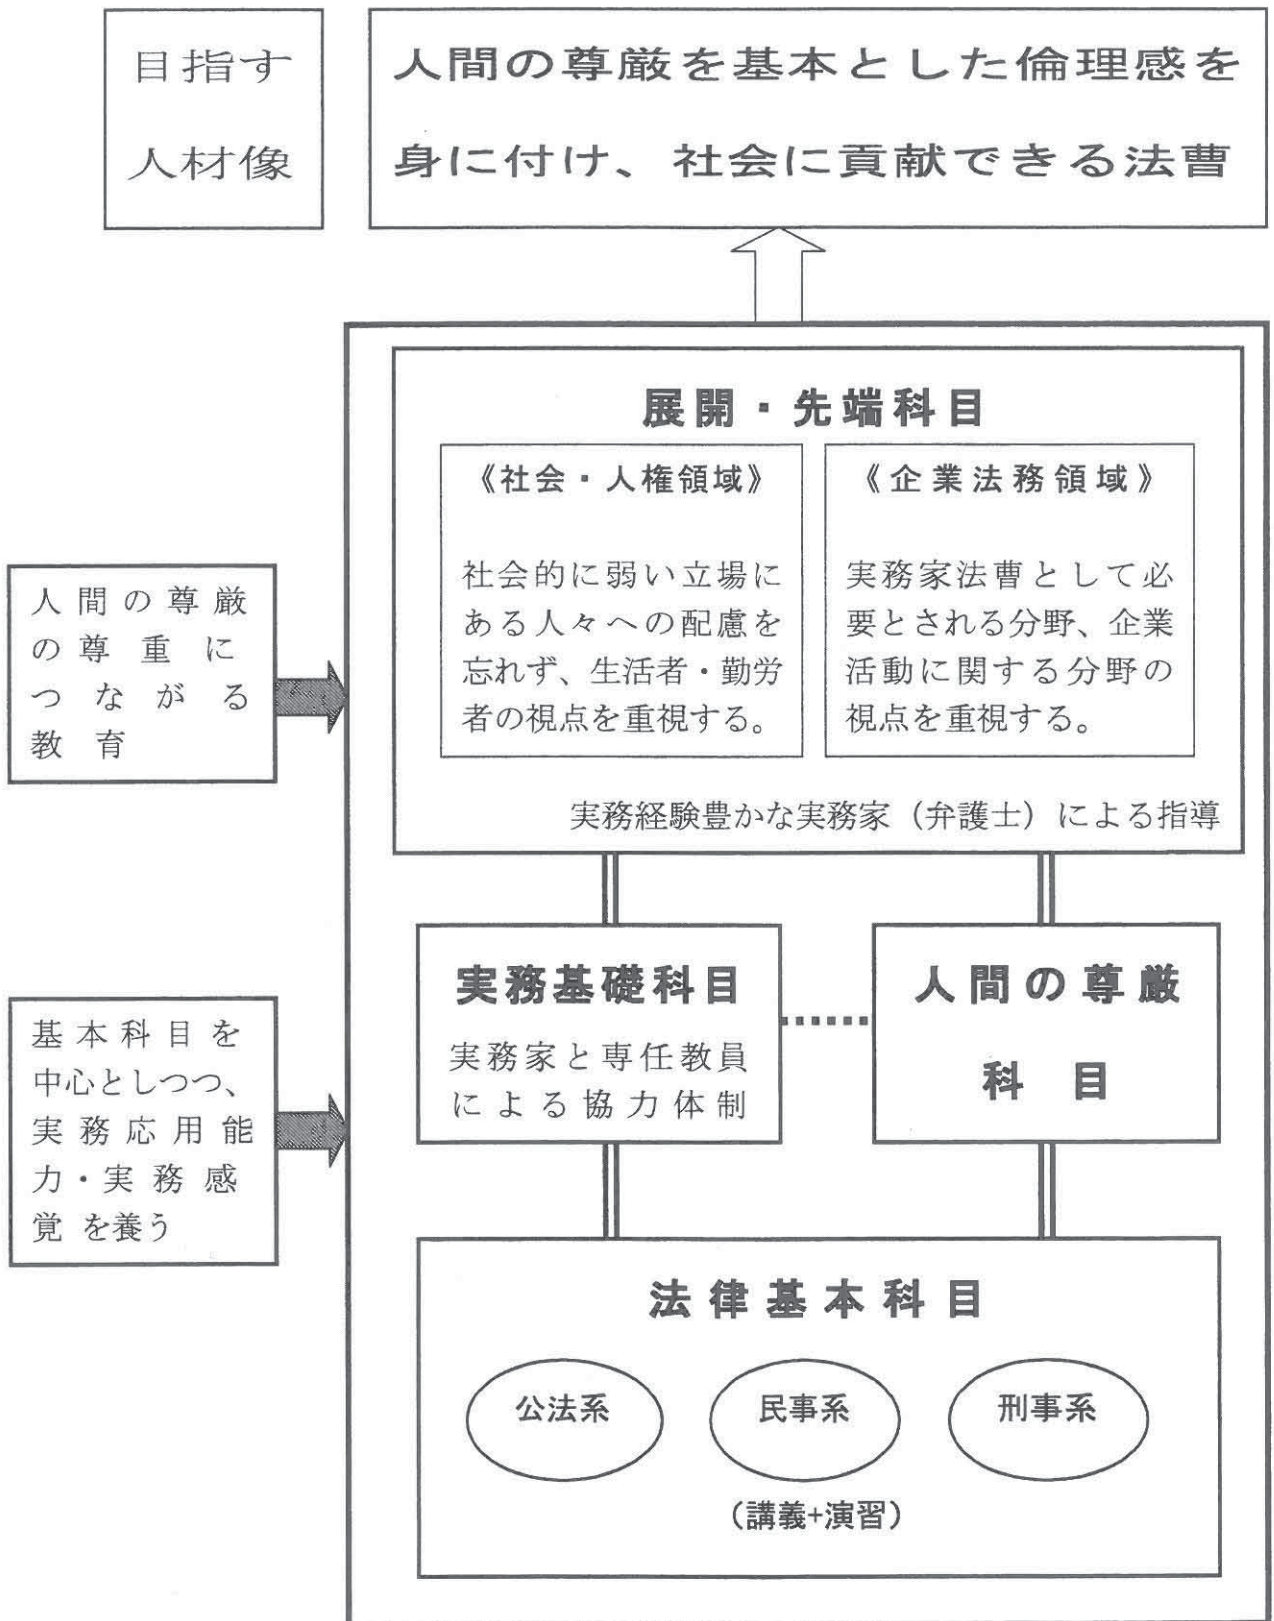 目指す
人材像
人間の尊厳を基本とした倫理感を
身に付け、社会に貢献できる法曹
展開・先端科目
《社会・人権領域》
社会的に弱い立場に
ある人々への配慮を
忘れず、生活者・勤労
者の視点を重視する。
《企業法務領域》
実務家法曹として必
要とされる分野、企業
活動に関する分野の
視点を重視する。
実務経験豊かな実務家（弁護士）による指導
人間の尊厳
の尊重に
つながる
教育
実務基礎科目
実務家と専任教員
による協力体制
人間の尊厳
科目
基本科目を
中心としつつ、
実務応用能
力・実務感
覚を養う
法律基本科目
公法系
民事系
刑事系
（講義+演習）